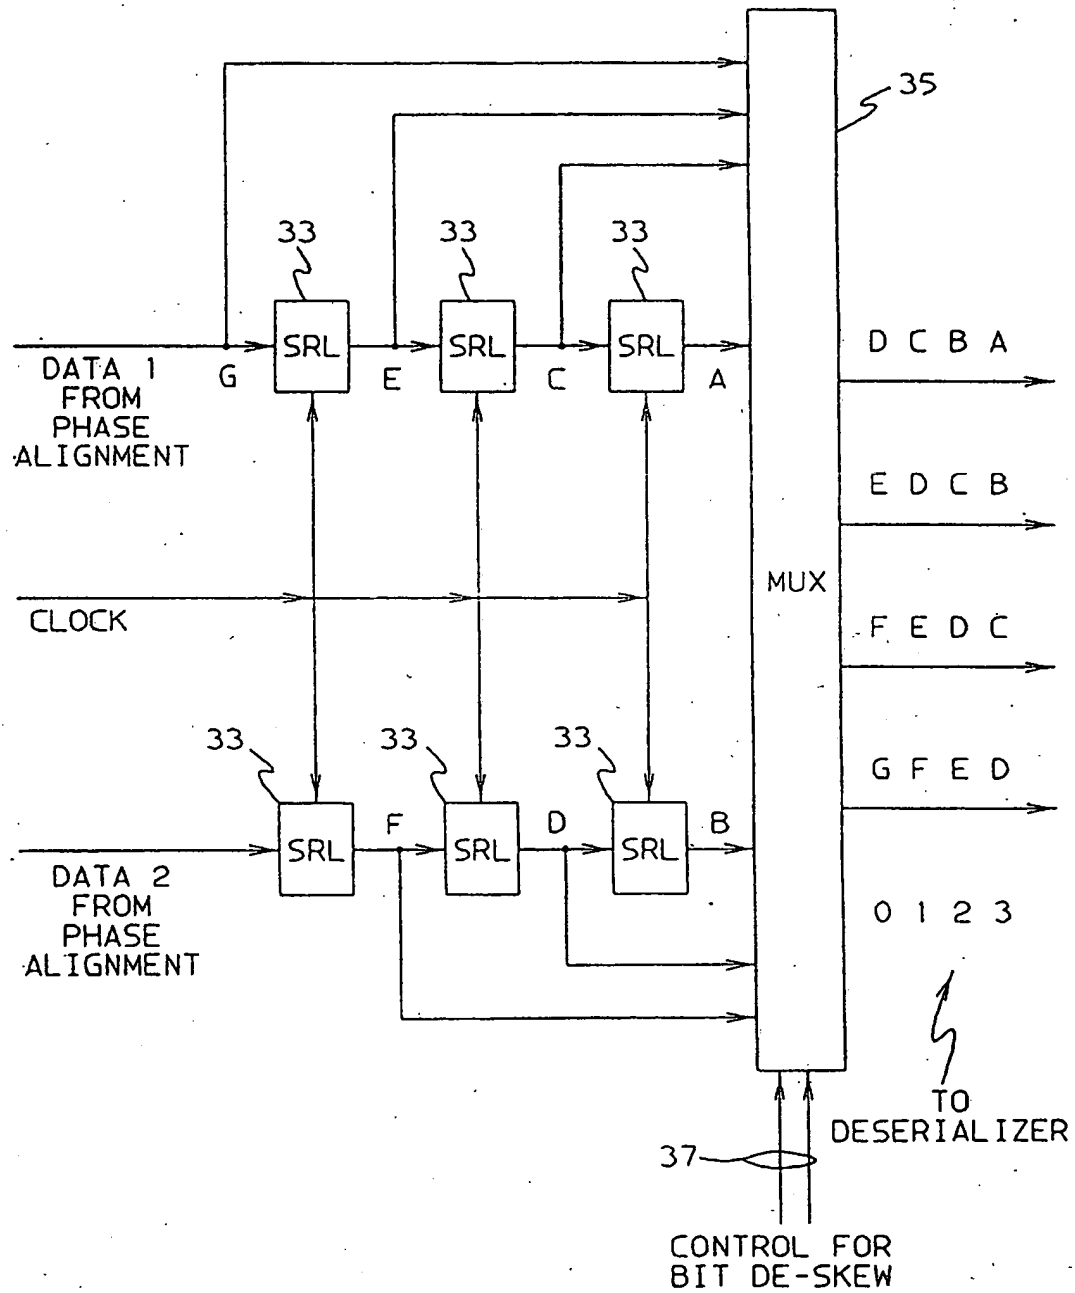 35
33 33 33
SRL SRL SRL
G E C A
DATA 1
FROM
PHASE
ALIGNMENT
D C B A
E D C B
MUX
CLOCK
F E D C
33 33 33
G F E D
F D B
SRL SRL SRL
DATA 2
FROM
PHASE
ALIGNMENT
0 1 2 3
TO
DESERIALIZER
37
CONTROL FOR
BIT DE-SKEW